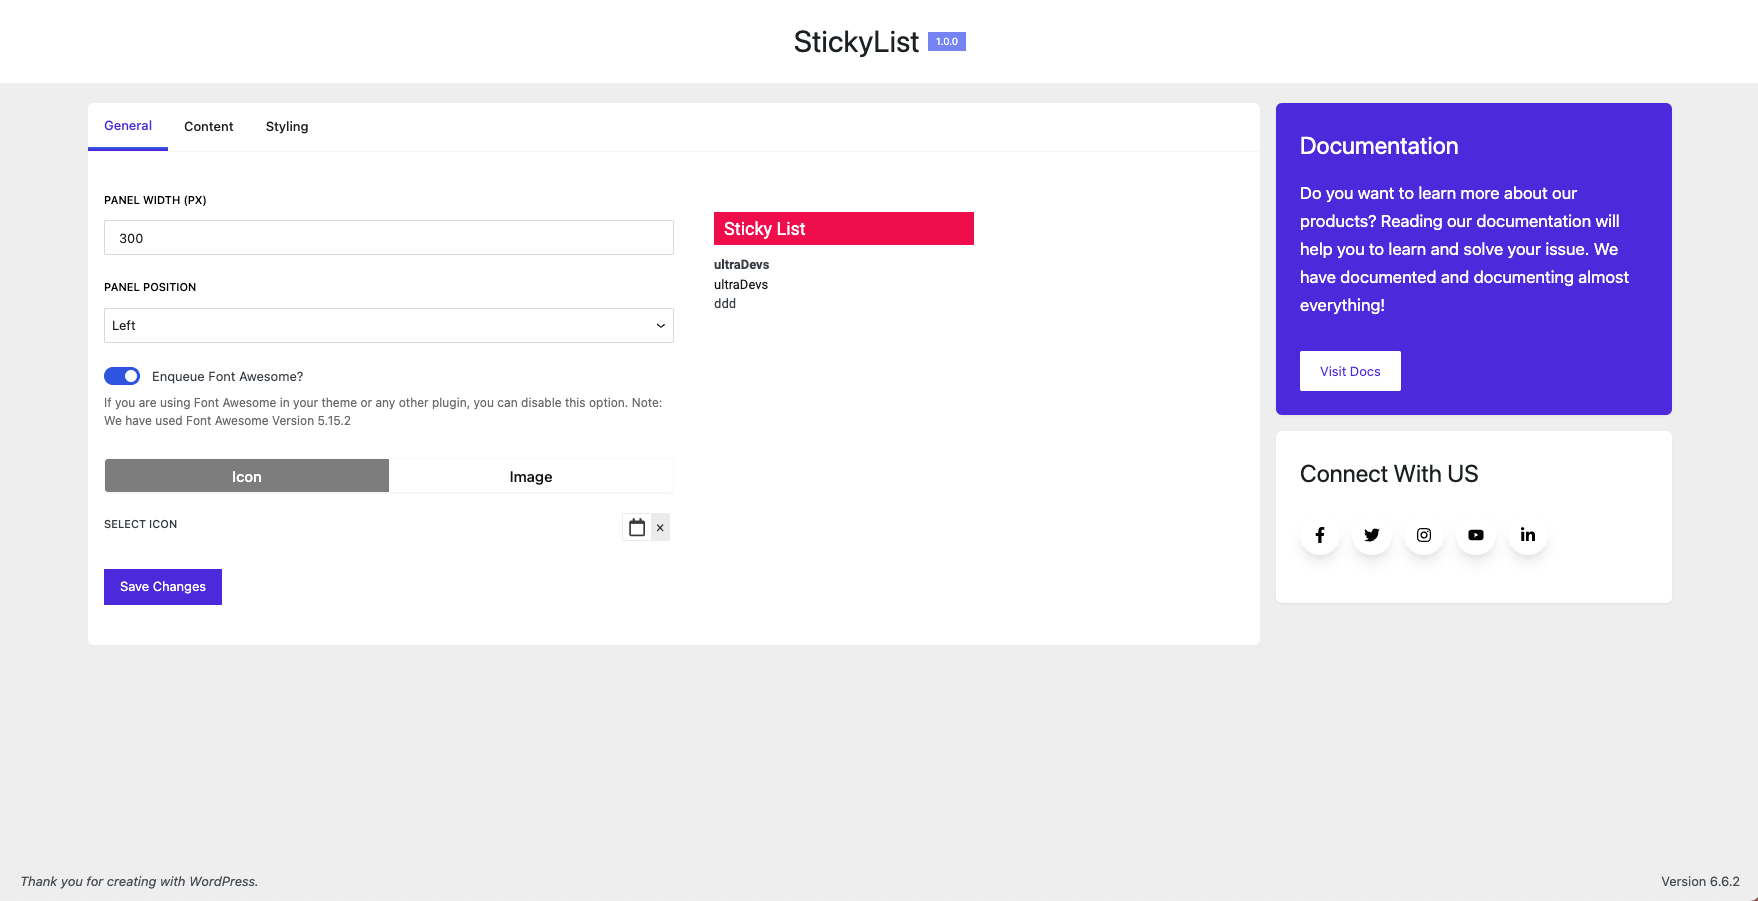 StickyList 1.0.0
General Content Styling
PANEL WIDTH (PX)
300
PANEL POSITION
Left
Enqueue Font Awesome?
If you are using Font Awesome in your theme or any other plugin, you can disable this option. Note:
We have used Font Awesome Version 5.15.2
Icon Image
SELECT ICON
×
Save Changes
Sticky List
ultraDevs
ultraDevs
ddd
Documentation
Do you want to learn more about our
products? Reading our documentation will
help you to learn and solve your issue. We
have documented and documenting almost
everything!
Visit Docs
Connect With US
Thank you for creating with WordPress.
Version 6.6.2